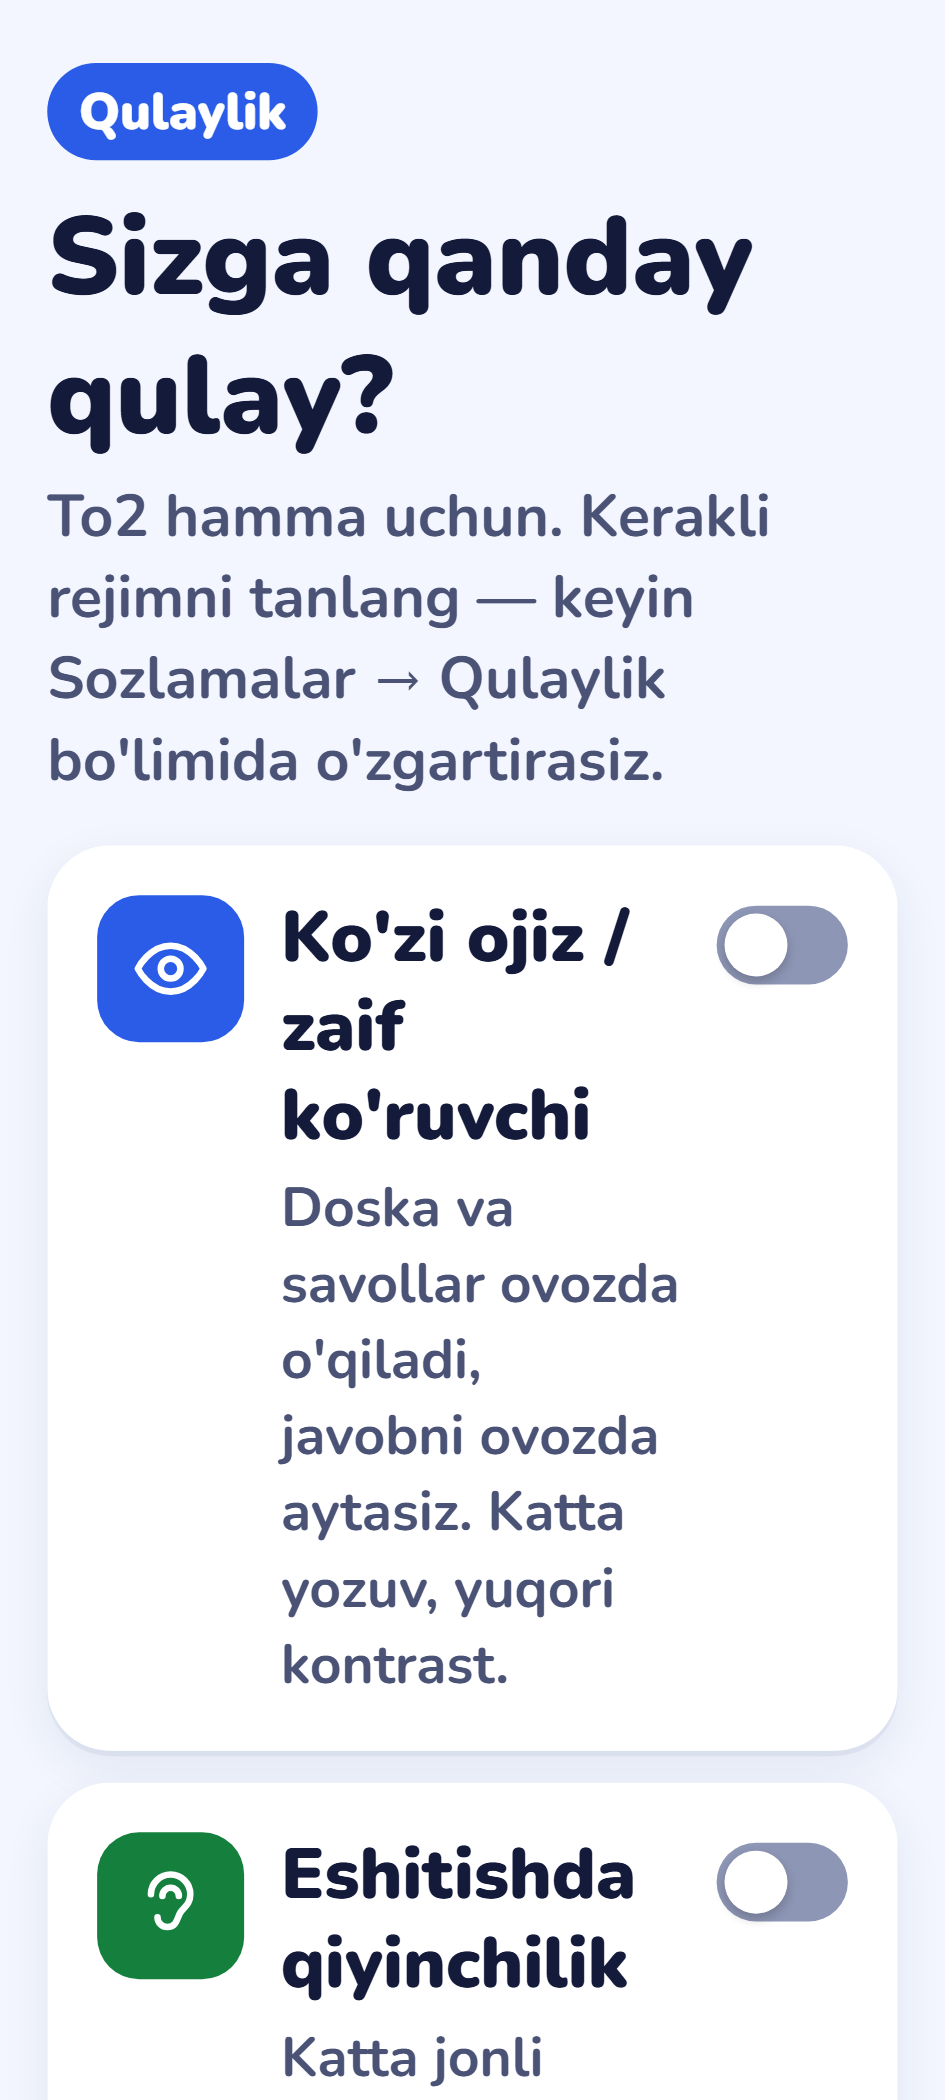 Qulaylik
Sizga qanday
qulay?
To2 hamma uchun. Kerakli
rejimni tanlang — keyin
Sozlamalar → Qulaylik
bo'limida o'zgartirasiz.
Ko'zi ojiz /
zaif
ko'ruvchi
Doska va
savollar ovozda
o'qiladi,
javobni ovozda
aytasiz. Katta
yozuv, yuqori
kontrast.
Eshitishda
qiyinchilik
Katta jonli